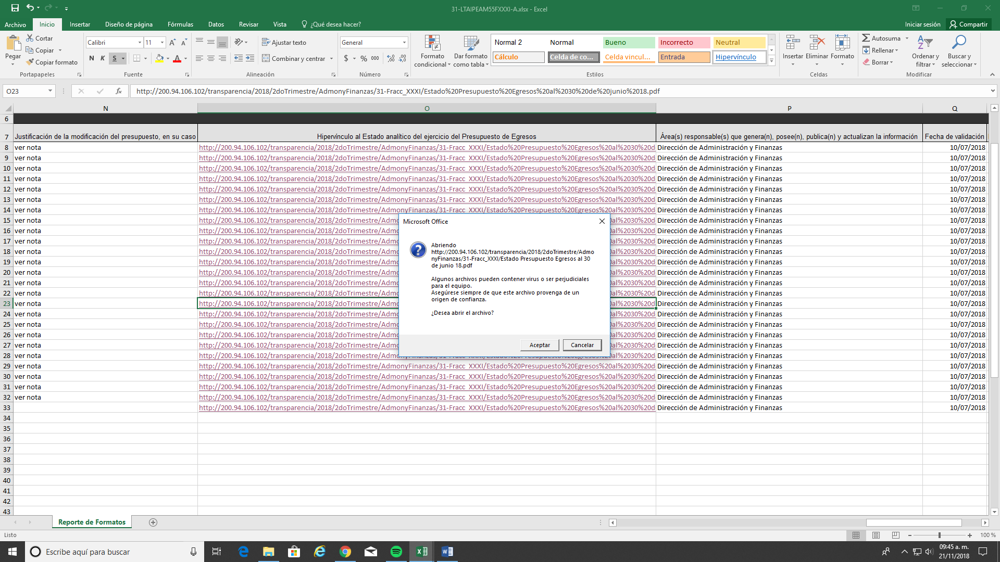 31-LTAIPEAM55FXXXI-A.xlsx - Excel
Archivo Inicio Insertar Diseño de página Fórmulas Datos Revisar Vista ¿Qué desea hacer? Iniciar sesión Compartir
Pegar
Cortar
Copiar
Copiar formato
Portapapeles
Calibri 11
N K S
Fuente
Ajustar texto
Combinar y centrar
Alineación
General
$ % 000
Número
Formato condicional
Dar formato como tabla
Normal 2 Normal Bueno Incorrecto Neutral
Cálculo Celda de co... Celda vincul... Entrada Hipervínculo
Estilos
Insertar Eliminar Formato
Celdas
Autosuma
Rellenar
Borrar
Ordenar y filtrar
Buscar y seleccionar
Modificar
O23 fx http://200.94.106.102/transparencia/2018/2doTrimestre/AdmonyFinanzas/31-Fracc_XXXI/Estado%20Presupuesto%20Egresos%20al%2030%20de%20junio%2018.pdf
N O P Q
6
7 Justificación de la modificación del presupuesto, en su caso Hipervínculo al Estado analítico del ejercicio del Presupuesto de Egresos Área(s) responsable(s) que genera(n), posee(n), publica(n) y actualizan la información Fecha de validación
8 ver nota http://200.94.106.102/transparencia/2018/2doTrimestre/AdmonyFinanzas/31-Fracc_XXXI/Estado%20Presupuesto%20Egresos%20al%2030%20d Dirección de Administración y Finanzas 10/07/2018
9 ver nota http://200.94.106.102/transparencia/2018/2doTrimestre/AdmonyFinanzas/31-Fracc_XXXI/Estado%20Presupuesto%20Egresos%20al%2030%20d Dirección de Administración y Finanzas 10/07/2018
10 ver nota http://200.94.106.102/transparencia/2018/2doTrimestre/AdmonyFinanzas/31-Fracc_XXXI/Estado%20Presupuesto%20Egresos%20al%2030%20d Dirección de Administración y Finanzas 10/07/2018
11 ver nota http://200.94.106.102/transparencia/2018/2doTrimestre/AdmonyFinanzas/31-Fracc_XXXI/Estado%20Presupuesto%20Egresos%20al%2030%20d Dirección de Administración y Finanzas 10/07/2018
12 ver nota http://200.94.106.102/transparencia/2018/2doTrimestre/AdmonyFinanzas/31-Fracc_XXXI/Estado%20Presupuesto%20Egresos%20al%2030%20d Dirección de Administración y Finanzas 10/07/2018
13 ver nota http://200.94.106.102/transparencia/2018/2doTrimestre/AdmonyFinanzas/31-Fracc_XXXI/Estado%20Presupuesto%20Egresos%20al%2030%20d Dirección de Administración y Finanzas 10/07/2018
14 ver nota http://200.94.106.102/transparencia/2018/2doTrimestre/AdmonyFinanzas/31-Fracc_XXXI/Estado%20Presupuesto%20Egresos%20al%2030%20d Dirección de Administración y Finanzas 10/07/2018
15 ver nota http://200.94.106.102/transparencia/2018/2doTrimestre/Admo al%2030%20d Dirección de Administración y Finanzas 10/07/2018
16 ver nota http://200.94.106.102/transparencia/2018/2doTrimestre/Admo al%2030%20d Dirección de Administración y Finanzas 10/07/2018
17 ver nota http://200.94.106.102/transparencia/2018/2doTrimestre/Admo al%2030%20d Dirección de Administración y Finanzas 10/07/2018
18 ver nota http://200.94.106.102/transparencia/2018/2doTrimestre/Admo al%2030%20d Dirección de Administración y Finanzas 10/07/2018
19 ver nota http://200.94.106.102/transparencia/2018/2doTrimestre/Admo al%2030%20d Dirección de Administración y Finanzas 10/07/2018
20 ver nota http://200.94.106.102/transparencia/2018/2doTrimestre/Admo al%2030%20d Dirección de Administración y Finanzas 10/07/2018
21 ver nota http://200.94.106.102/transparencia/2018/2doTrimestre/Admo al%2030%20d Dirección de Administración y Finanzas 10/07/2018
22 ver nota http://200.94.106.102/transparencia/2018/2doTrimestre/Admo al%2030%20d Dirección de Administración y Finanzas 10/07/2018
23 ver nota http://200.94.106.102/transparencia/2018/2doTrimestre/Admo al%2030%20d Dirección de Administración y Finanzas 10/07/2018
24 ver nota http://200.94.106.102/transparencia/2018/2doTrimestre/Admo al%2030%20d Dirección de Administración y Finanzas 10/07/2018
25 ver nota http://200.94.106.102/transparencia/2018/2doTrimestre/Admo al%2030%20d Dirección de Administración y Finanzas 10/07/2018
26 ver nota http://200.94.106.102/transparencia/2018/2doTrimestre/Admo al%2030%20d Dirección de Administración y Finanzas 10/07/2018
27 ver nota http://200.94.106.102/transparencia/2018/2doTrimestre/Admo al%2030%20d Dirección de Administración y Finanzas 10/07/2018
28 ver nota http://200.94.106.102/transparencia/2018/2doTrimestre/AdmonyFinanzas/31-Fracc_XXXI/Estado%20Presupuesto%20Egresos%20al%2030%20d Dirección de Administración y Finanzas 10/07/2018
29 ver nota http://200.94.106.102/transparencia/2018/2doTrimestre/AdmonyFinanzas/31-Fracc_XXXI/Estado%20Presupuesto%20Egresos%20al%2030%20d Dirección de Administración y Finanzas 10/07/2018
30 ver nota http://200.94.106.102/transparencia/2018/2doTrimestre/AdmonyFinanzas/31-Fracc_XXXI/Estado%20Presupuesto%20Egresos%20al%2030%20d Dirección de Administración y Finanzas 10/07/2018
31 ver nota http://200.94.106.102/transparencia/2018/2doTrimestre/AdmonyFinanzas/31-Fracc_XXXI/Estado%20Presupuesto%20Egresos%20al%2030%20d Dirección de Administración y Finanzas 10/07/2018
32 ver nota http://200.94.106.102/transparencia/2018/2doTrimestre/AdmonyFinanzas/31-Fracc_XXXI/Estado%20Presupuesto%20Egresos%20al%2030%20d Dirección de Administración y Finanzas 10/07/2018
33 http://200.94.106.102/transparencia/2018/2doTrimestre/AdmonyFinanzas/31-Fracc_XXXI/Estado%20Presupuesto%20Egresos%20al%2030%20d Dirección de Administración y Finanzas 10/07/2018
34
35
36
37
38
39
40
41
42
43
Microsoft Office
Abriendo
http://200.94.106.102/transparencia/2018/2doTrimestre/Admo
nyFinanzas/31-Fracc_XXXI/Estado Presupuesto Egresos al 30
de junio 18.pdf
Algunos archivos pueden contener virus o ser perjudiciales
para el equipo.
Asegúrese siempre de que este archivo provenga de un
origen de confianza.
¿Desea abrir el archivo?
Aceptar Cancelar
Reporte de Formatos
Listo 100 %
Escribe aquí para buscar
09:45 a. m.
21/11/2018